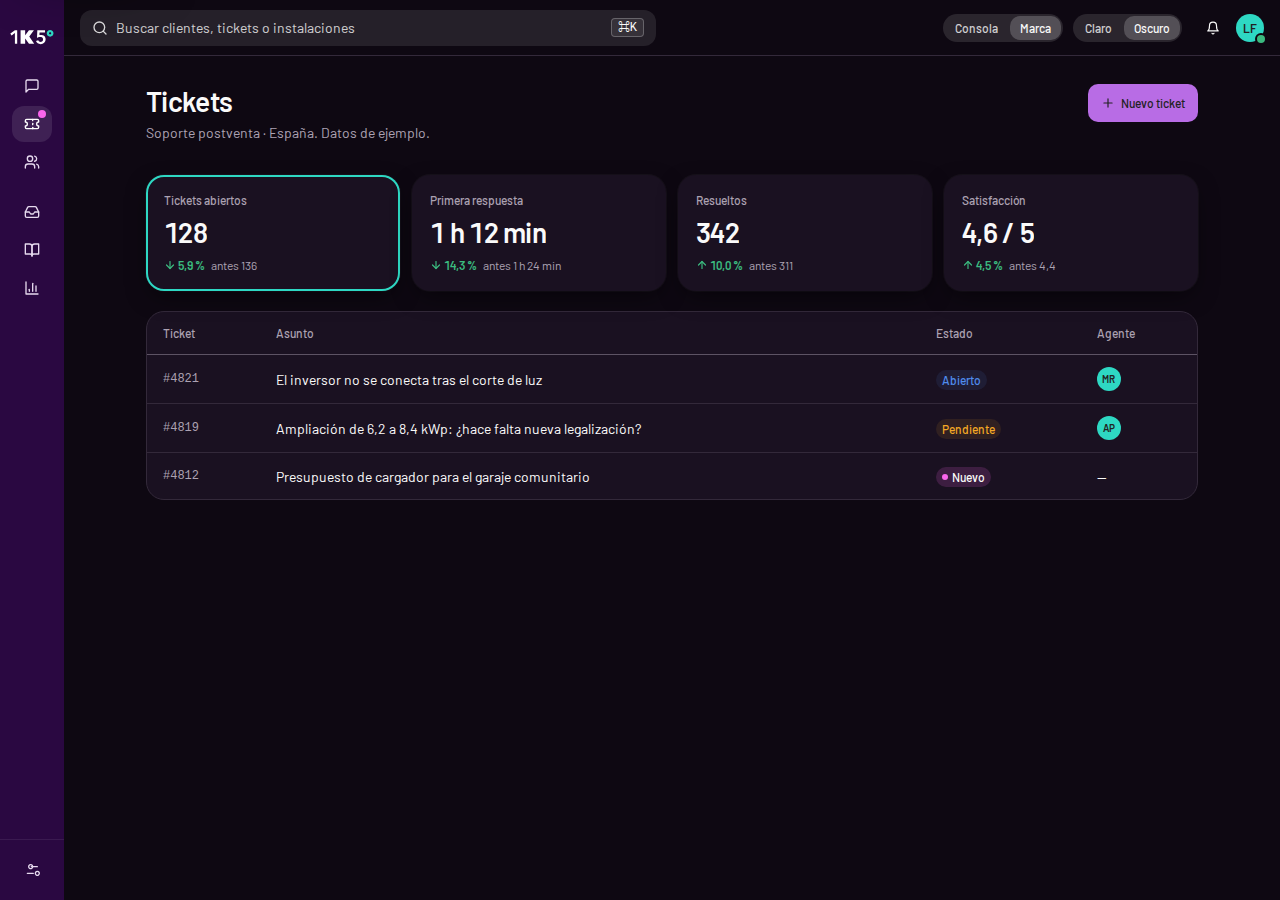 1K5°
Buscar clientes, tickets o instalaciones
⌘K
Consola Marca
Claro Oscuro
LF
Tickets
Soporte postventa · España. Datos de ejemplo.
Nuevo ticket
Tickets abiertos
128
↓ 5,9 % antes 136
Primera respuesta
1 h 12 min
↓ 14,3 % antes 1 h 24 min
Resueltos
342
↑ 10,0 % antes 311
Satisfacción
4,6 / 5
↑ 4,5 % antes 4,4
Ticket Asunto Estado Agente
#4821 El inversor no se conecta tras el corte de luz Abierto MR
#4819 Ampliación de 6,2 a 8,4 kWp: ¿hace falta nueva legalización? Pendiente AP
#4812 Presupuesto de cargador para el garaje comunitario Nuevo —